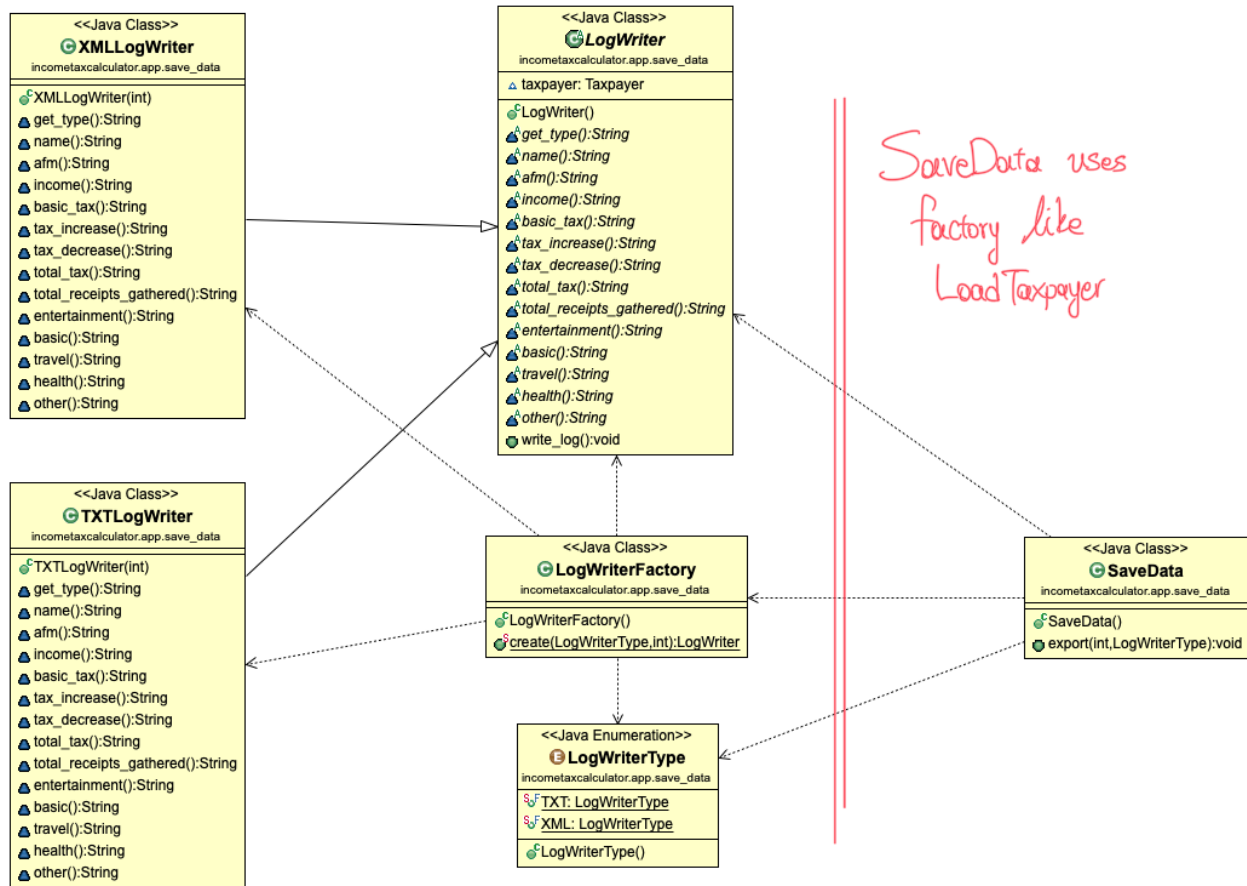 <<Java Class>>
XMLLogWriter
incometaxcalculator.app.save_data
XMLLogWriter(int)
get_type():String
name():String
afm():String
income():String
basic_tax():String
tax_increase():String
tax_decrease():String
total_tax():String
total_receipts_gathered():String
entertainment():String
basic():String
travel():String
health():String
other():String
<<Java Class>>
LogWriter
incometaxcalculator.app.save_data
taxpayer: Taxpayer
LogWriter()
get_type():String
name():String
afm():String
income():String
basic_tax():String
tax_increase():String
tax_decrease():String
total_tax():String
total_receipts_gathered():String
entertainment():String
basic():String
travel():String
health():String
other():String
write_log():void
SaveData uses
factory like
LoadTaxpayer
<<Java Class>>
TXTLogWriter
incometaxcalculator.app.save_data
TXTLogWriter(int)
get_type():String
name():String
afm():String
income():String
basic_tax():String
tax_increase():String
tax_decrease():String
total_tax():String
total_receipts_gathered():String
entertainment():String
basic():String
travel():String
health():String
other():String
<<Java Class>>
LogWriterFactory
incometaxcalculator.app.save_data
LogWriterFactory()
create(LogWriterType,int):LogWriter
<<Java Class>>
SaveData
incometaxcalculator.app.save_data
SaveData()
export(int,LogWriterType):void
<<Java Enumeration>>
LogWriterType
incometaxcalculator.app.save_data
TXT: LogWriterType
XML: LogWriterType
LogWriterType()